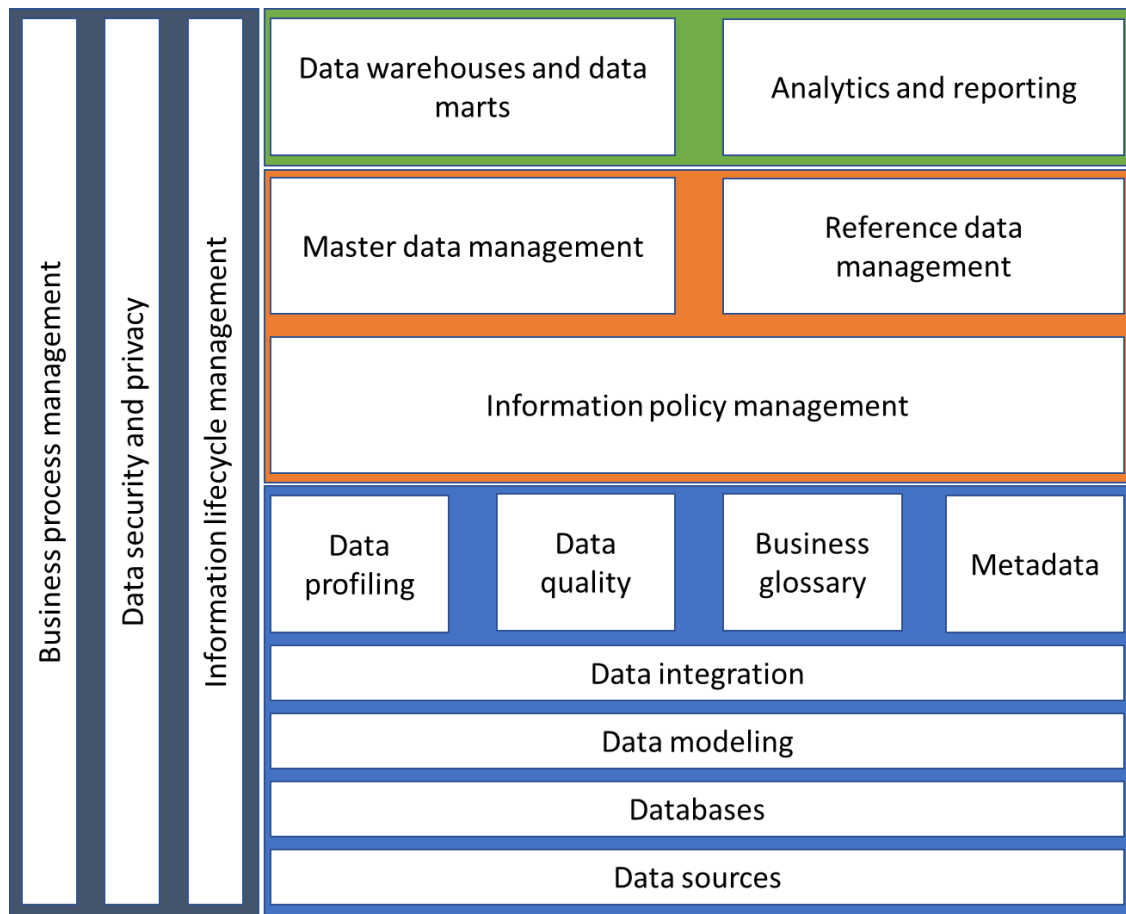 Business process management
Data security and privacy
Information lifecycle management
Data warehouses and data
marts
Analytics and reporting
Master data management
Reference data
management
Information policy management
Data
profiling
Data
quality
Business
glossary
Metadata
Data integration
Data modeling
Databases
Data sources